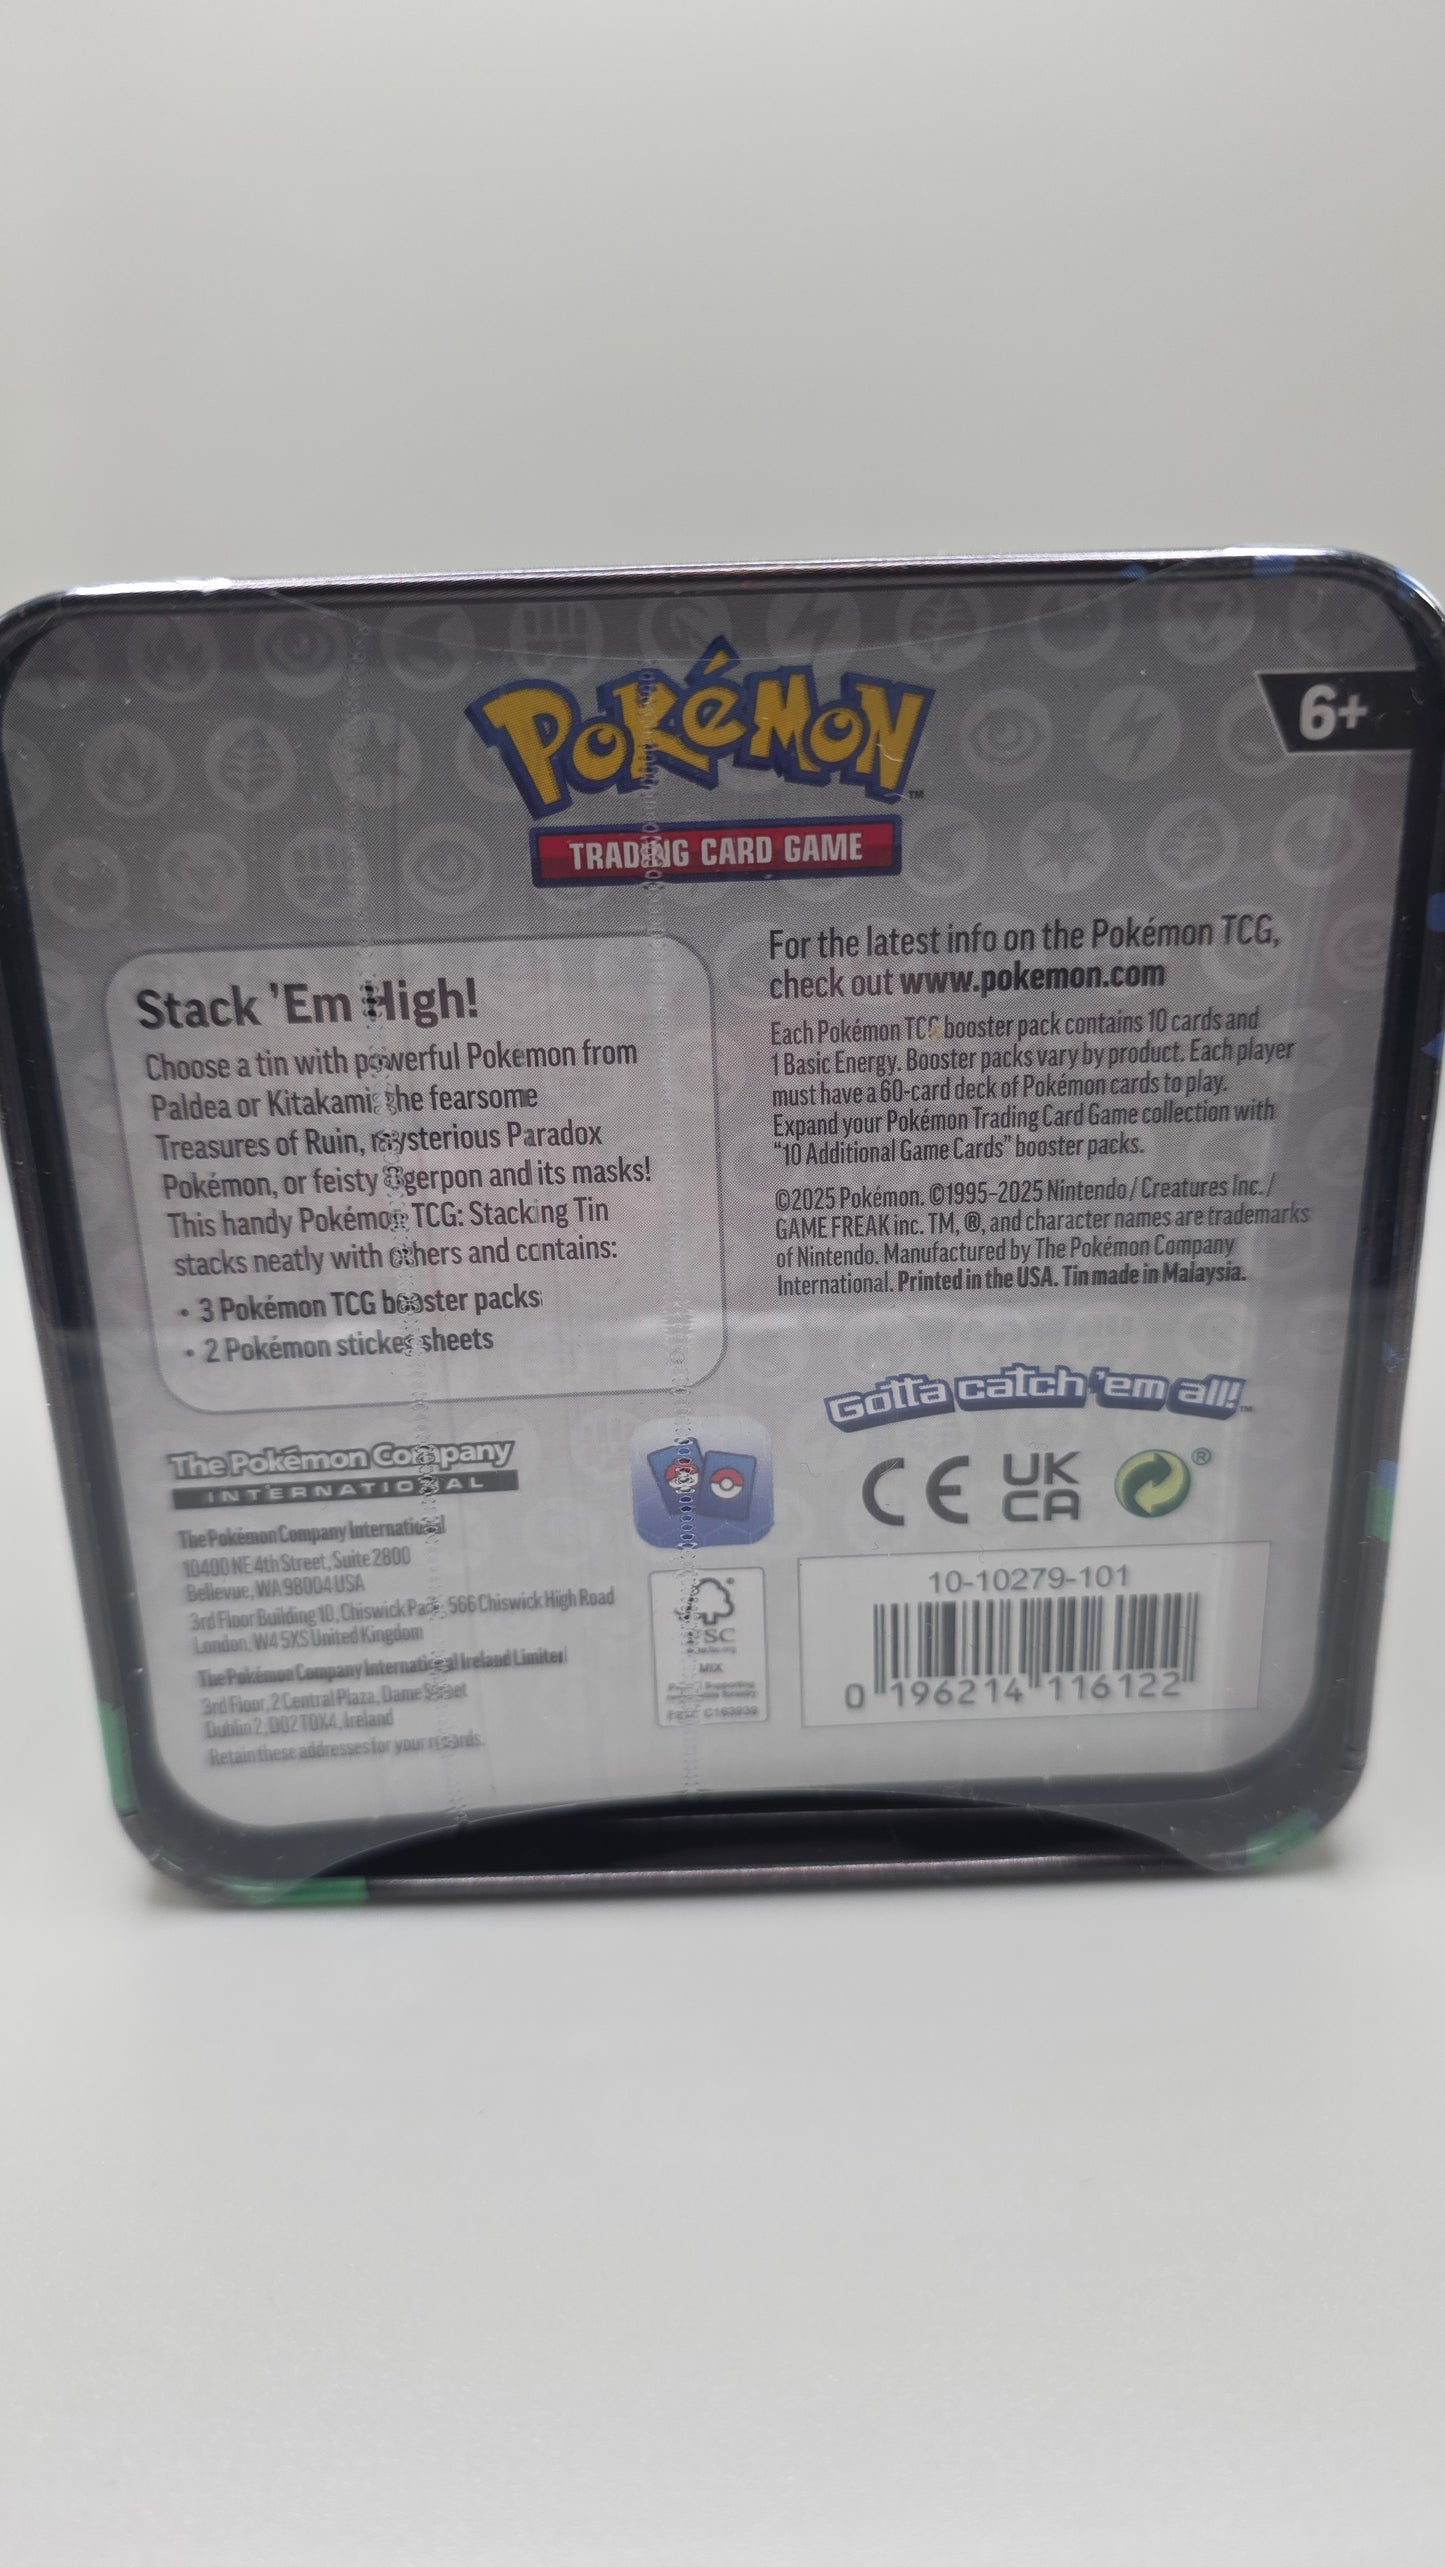 POKéMON ™
TRADING CARD GAME
6+
Stack 'Em High!
Choose a tin with powerful Pokémon from
Paldea or Kitakami: the fearsome
Treasures of Ruin, mysterious Paradox
Pokémon, or feisty Ogerpon and its masks!
This handy Pokémon TCG: Stacking Tin
stacks neatly with others and contains:
• 3 Pokémon TCG booster packs
• 2 Pokémon sticker sheets
For the latest info on the Pokémon TCG,
check out www.pokemon.com
Each Pokémon TCG booster pack contains 10 cards and
1 Basic Energy. Booster packs vary by product. Each player
must have a 60-card deck of Pokémon cards to play.
Expand your Pokémon Trading Card Game collection with
"10 Additional Game Cards" booster packs.
©2025 Pokémon. ©1995–2025 Nintendo / Creatures Inc. /
GAME FREAK inc. TM, ®, and character names are trademarks
of Nintendo. Manufactured by The Pokémon Company
International. Printed in the USA. Tin made in Malaysia.
Gotta catch 'em all! ™
The Pokémon Company
INTERNATIONAL
The Pokémon Company International
10400 NE 4th Street, Suite 2800
Bellevue, WA 98004 USA
3rd Floor Building 10, Chiswick Park, 566 Chiswick High Road
London, W4 5XS United Kingdom
The Pokémon Company International Ireland Limited
3rd Floor, 2 Central Plaza, Dame Street
Dublin 2, D02 T0X4, Ireland
Retain these addresses for your records.
FSC
MIX
FSC® C163939
CE
UK
CA
®
10-10279-101
0 196214 116122